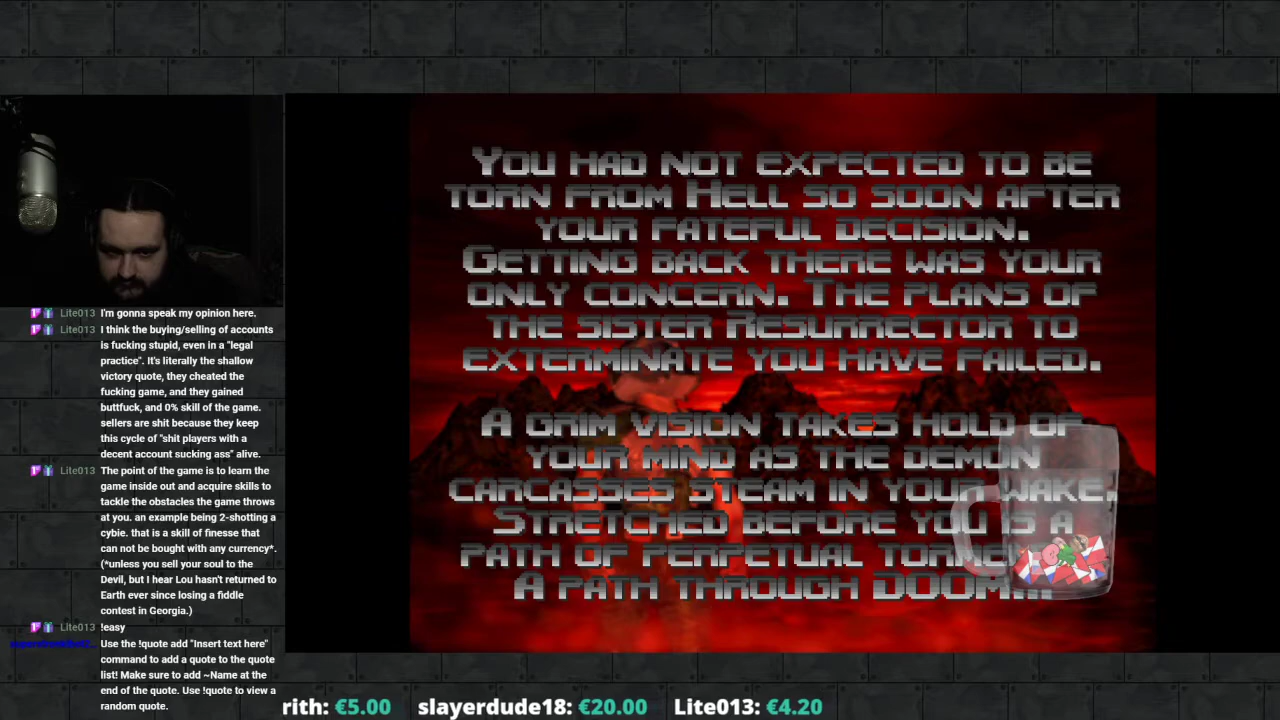 Lite013 I'm gonna speak my opinion here.
Lite013 I think the buying/selling of accounts
is fucking stupid, even in a "legal
practice". It's literally the shallow
victory quote, they cheated the
fucking game, and they gained
buttfuck, and 0% skill of the game.
sellers are shit because they keep
this cycle of "shit players with a
decent account sucking ass" alive.
Lite013 The point of the game is to learn the
game inside out and acquire skills to
tackle the obstacles the game throws
at you. an example being 2-shotting a
cybie. that is a skill of finesse that
can not be bought with any currency*.
(*unless you sell your soul to the
Devil, but I hear Lou hasn't returned to
Earth ever since losing a fiddle
contest in Georgia.)
Lite013 !easy
Use the !quote add "Insert text here"
command to add a quote to the quote
list! Make sure to add ~Name at the
end of the quote. Use !quote to view a
random quote.
You had not expected to be
torn from Hell so soon after
your fateful decision.
Getting back there was your
only concern. The plans of
the sister Resurrector to
exterminate you have failed.
A grim vision takes hold of
your mind as the demon
carcasses steam in your wake.
Stretched before you is a
path of perpetual
A path through DOOM...
rith: €5.00 slayerdude18: €20.00 Lite013: €4.20